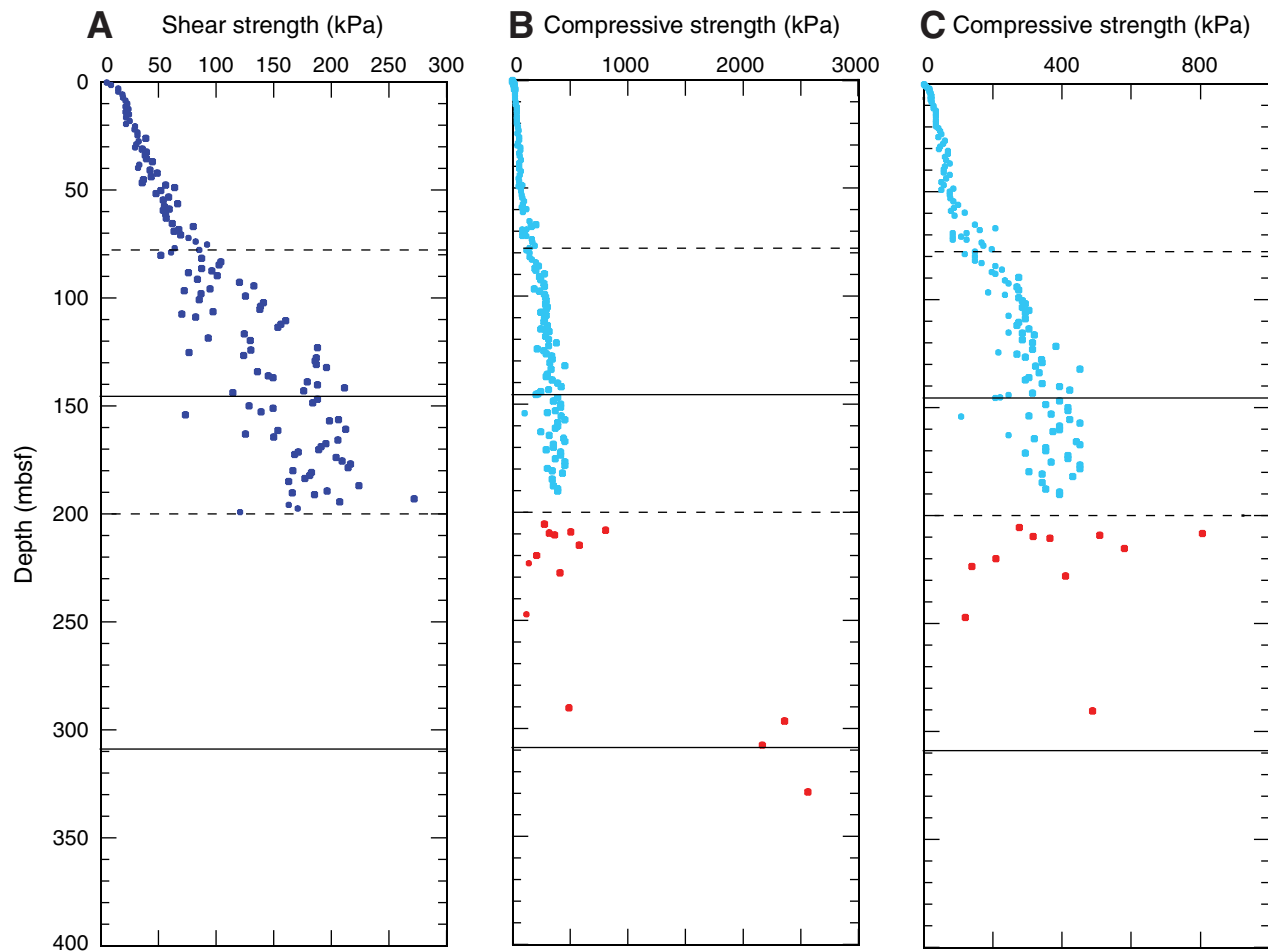 A Shear strength (kPa)
B Compressive strength (kPa)
C Compressive strength (kPa)
0 50 100 150 200 250 300
0 1000 2000 3000
0 400 800
0
50
100
150
200
250
300
350
400
Depth (mbsf)